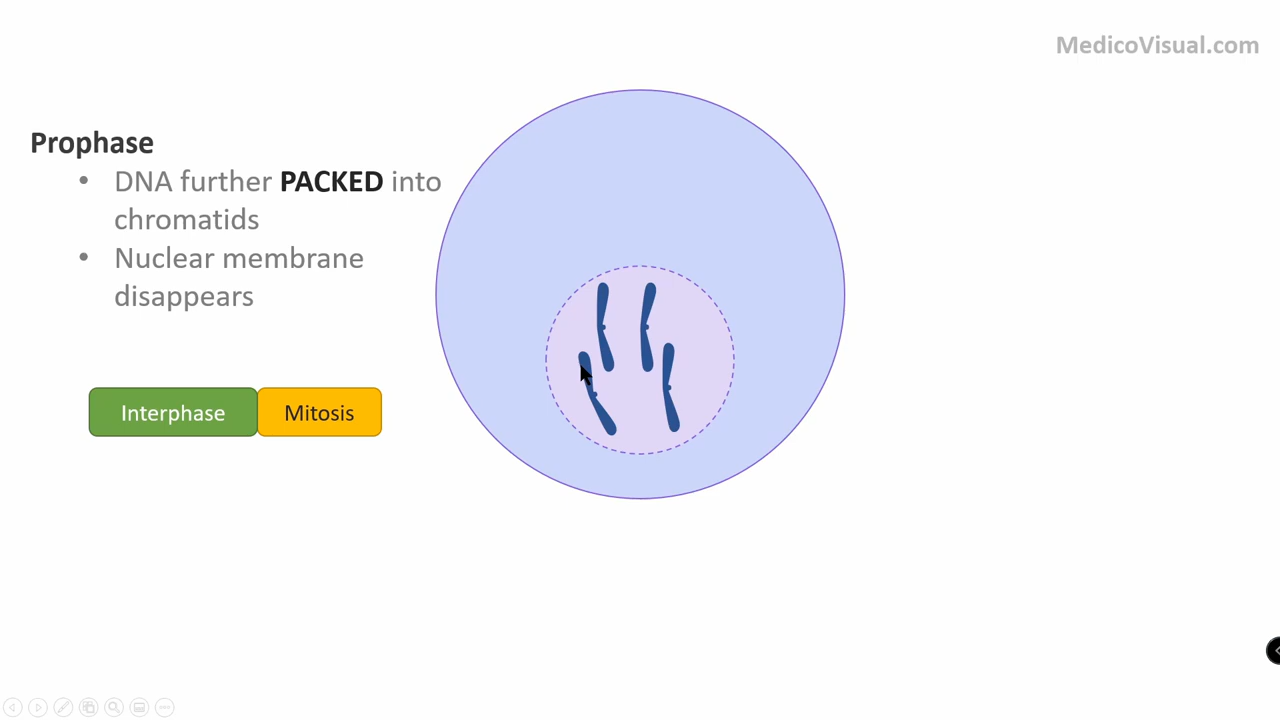 MedicoVisual.com
Prophase
• DNA further PACKED into
chromatids
• Nuclear membrane
disappears
Interphase
Mitosis